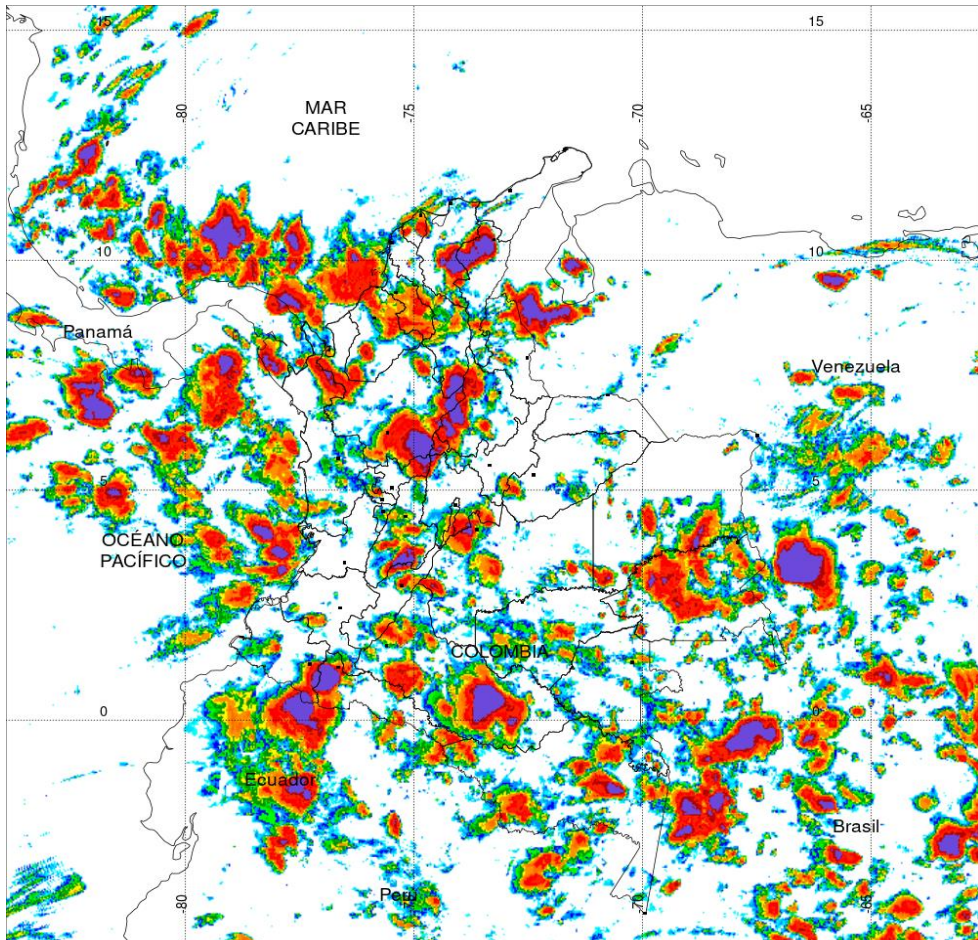 15
15
-80
-75
-70
-65
MAR
CARIBE
10
10
Panamá
Venezuela
5
5
OCÉANO
PACÍFICO
COLOMBIA
0
0
Ecuador
Brasil
Perú
-80
-70
-65